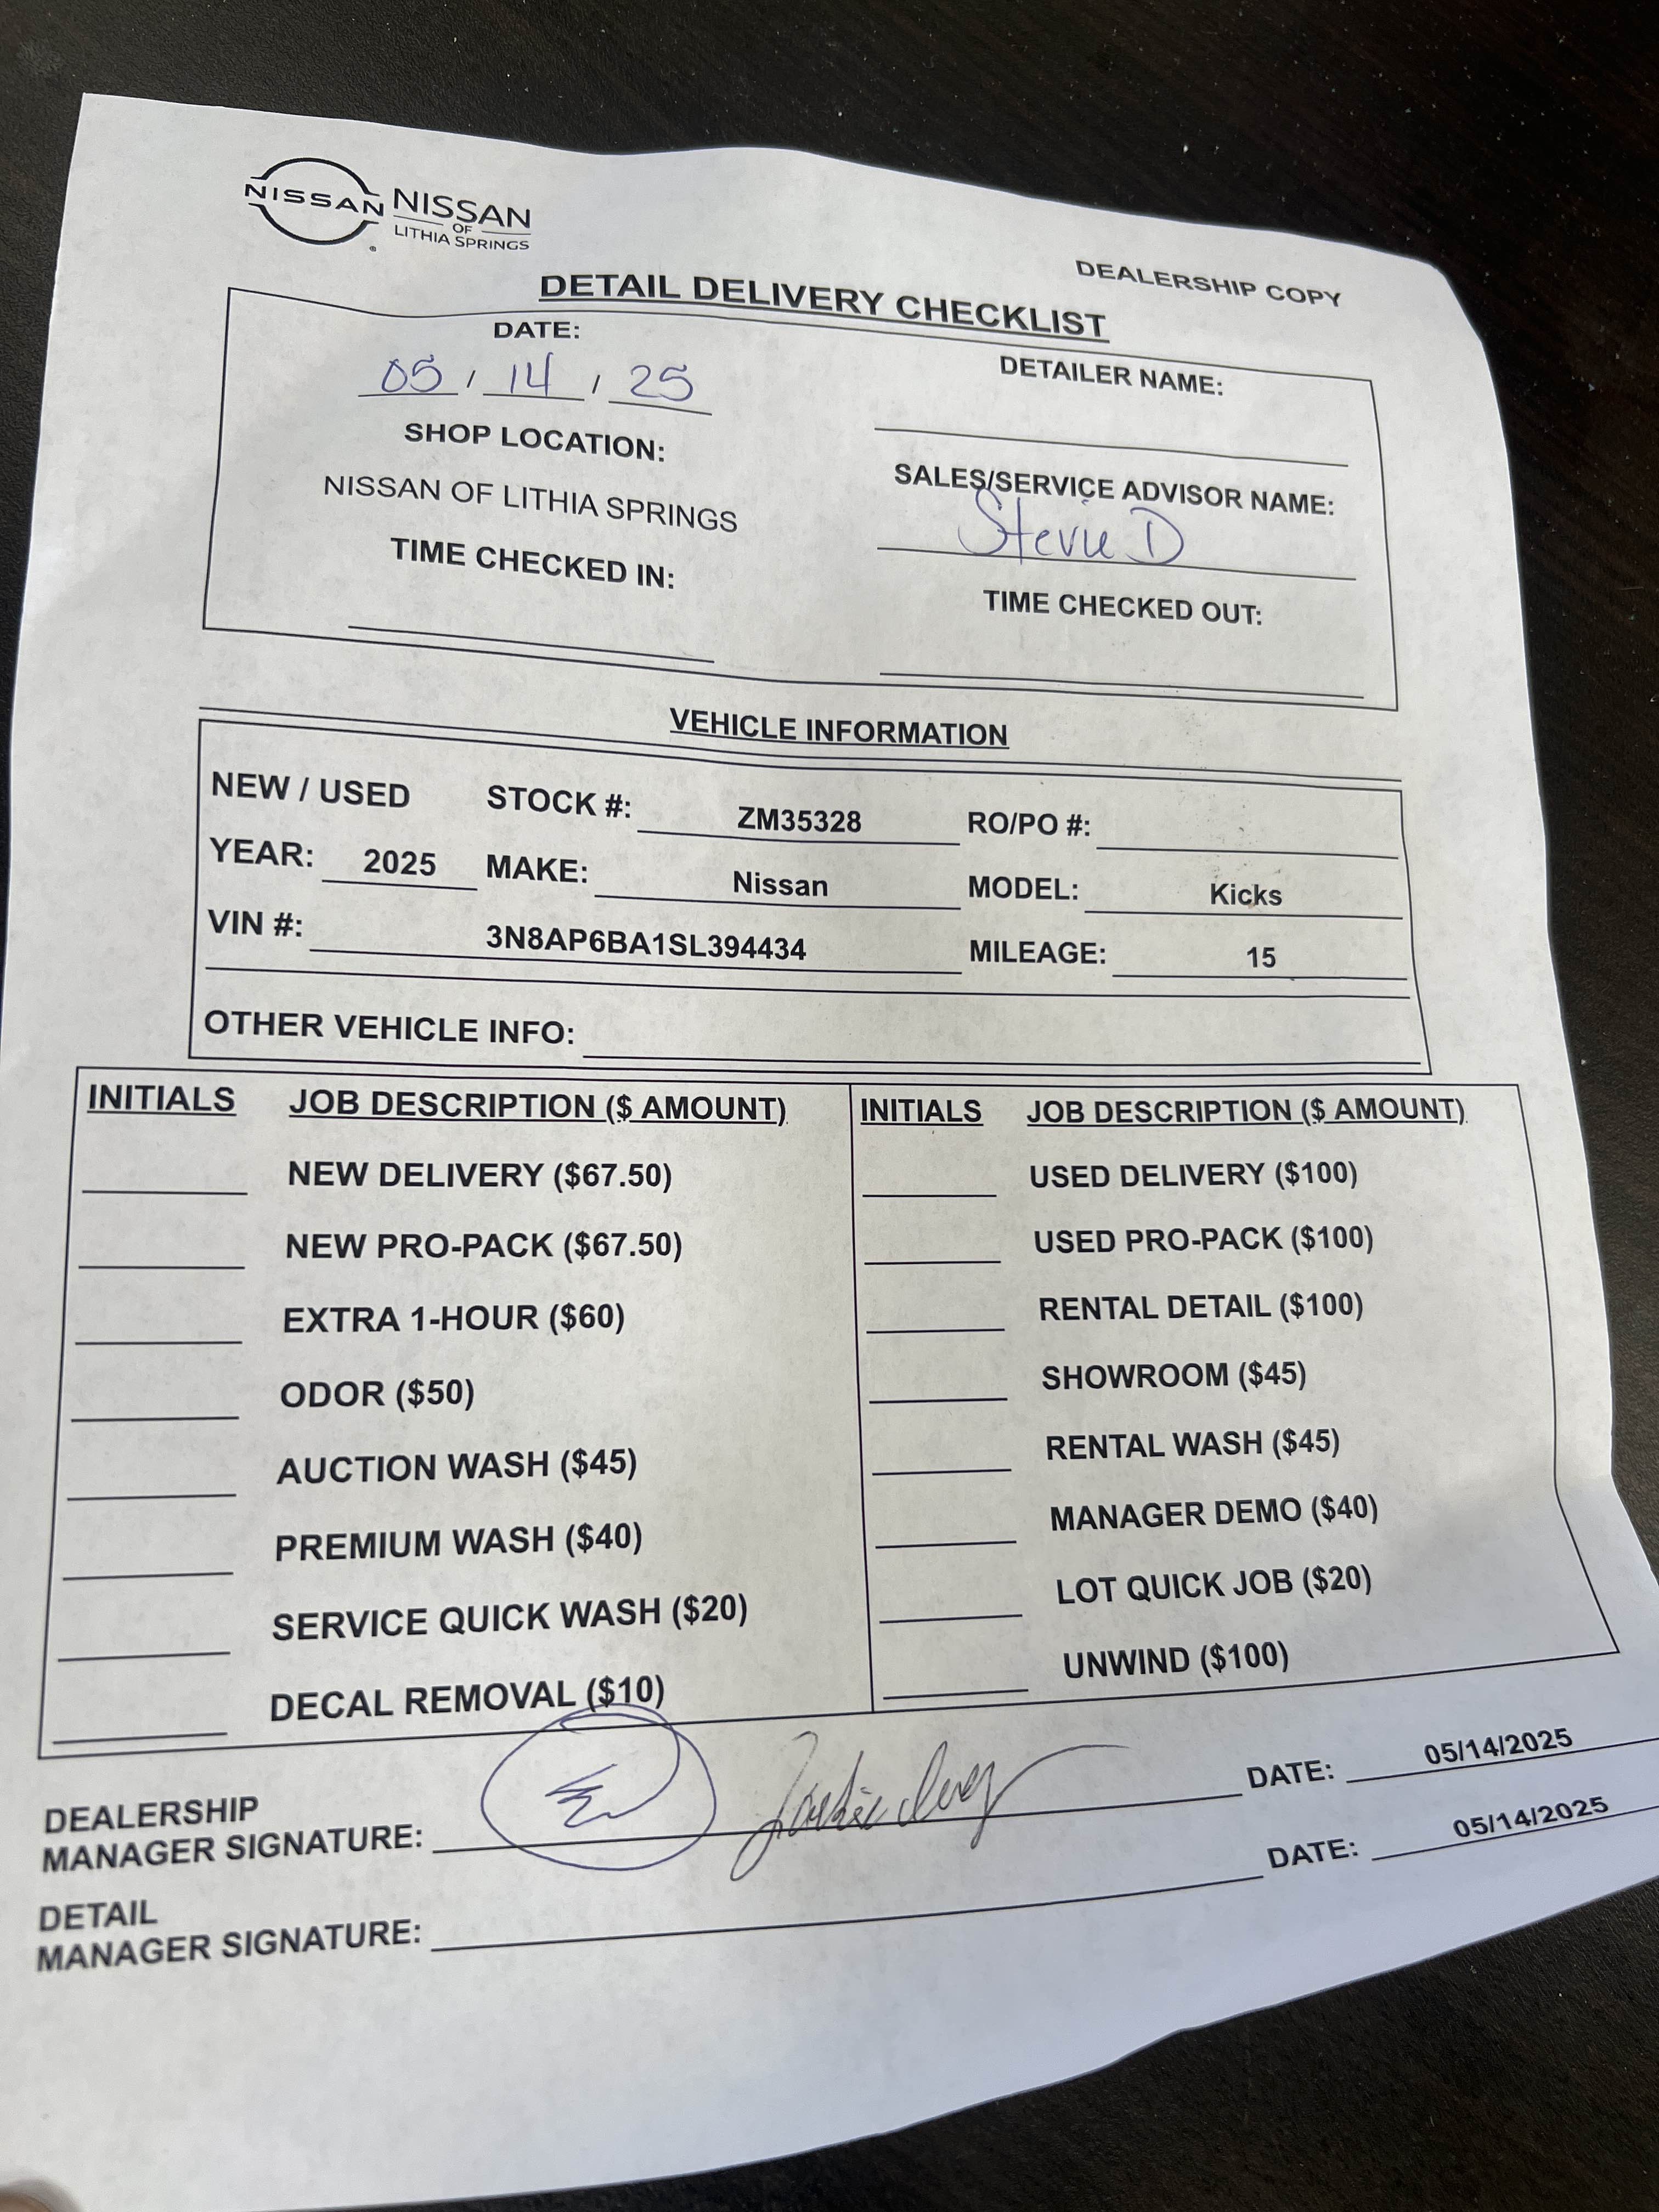 NISSAN NISSAN
OF
LITHIA SPRINGS
DEALERSHIP COPY
DETAIL DELIVERY CHECKLIST
DATE:
05 / 14 / 25
DETAILER NAME:
SHOP LOCATION:
NISSAN OF LITHIA SPRINGS
SALES/SERVICE ADVISOR NAME:
Stevie D
TIME CHECKED IN:
TIME CHECKED OUT:
VEHICLE INFORMATION
NEW / USED STOCK #: ZM35328 RO/PO #:
YEAR: 2025 MAKE: Nissan MODEL: Kicks
VIN #: 3N8AP6BA1SL394434 MILEAGE: 15
OTHER VEHICLE INFO:
INITIALS JOB DESCRIPTION ($ AMOUNT) INITIALS JOB DESCRIPTION ($ AMOUNT)
NEW DELIVERY ($67.50) USED DELIVERY ($100)
NEW PRO-PACK ($67.50) USED PRO-PACK ($100)
EXTRA 1-HOUR ($60) RENTAL DETAIL ($100)
ODOR ($50) SHOWROOM ($45)
AUCTION WASH ($45) RENTAL WASH ($45)
PREMIUM WASH ($40) MANAGER DEMO ($40)
SERVICE QUICK WASH ($20) LOT QUICK JOB ($20)
DECAL REMOVAL ($10) UNWIND ($100)
DEALERSHIP
MANAGER SIGNATURE: DATE: 05/14/2025
DETAIL
MANAGER SIGNATURE: DATE: 05/14/2025